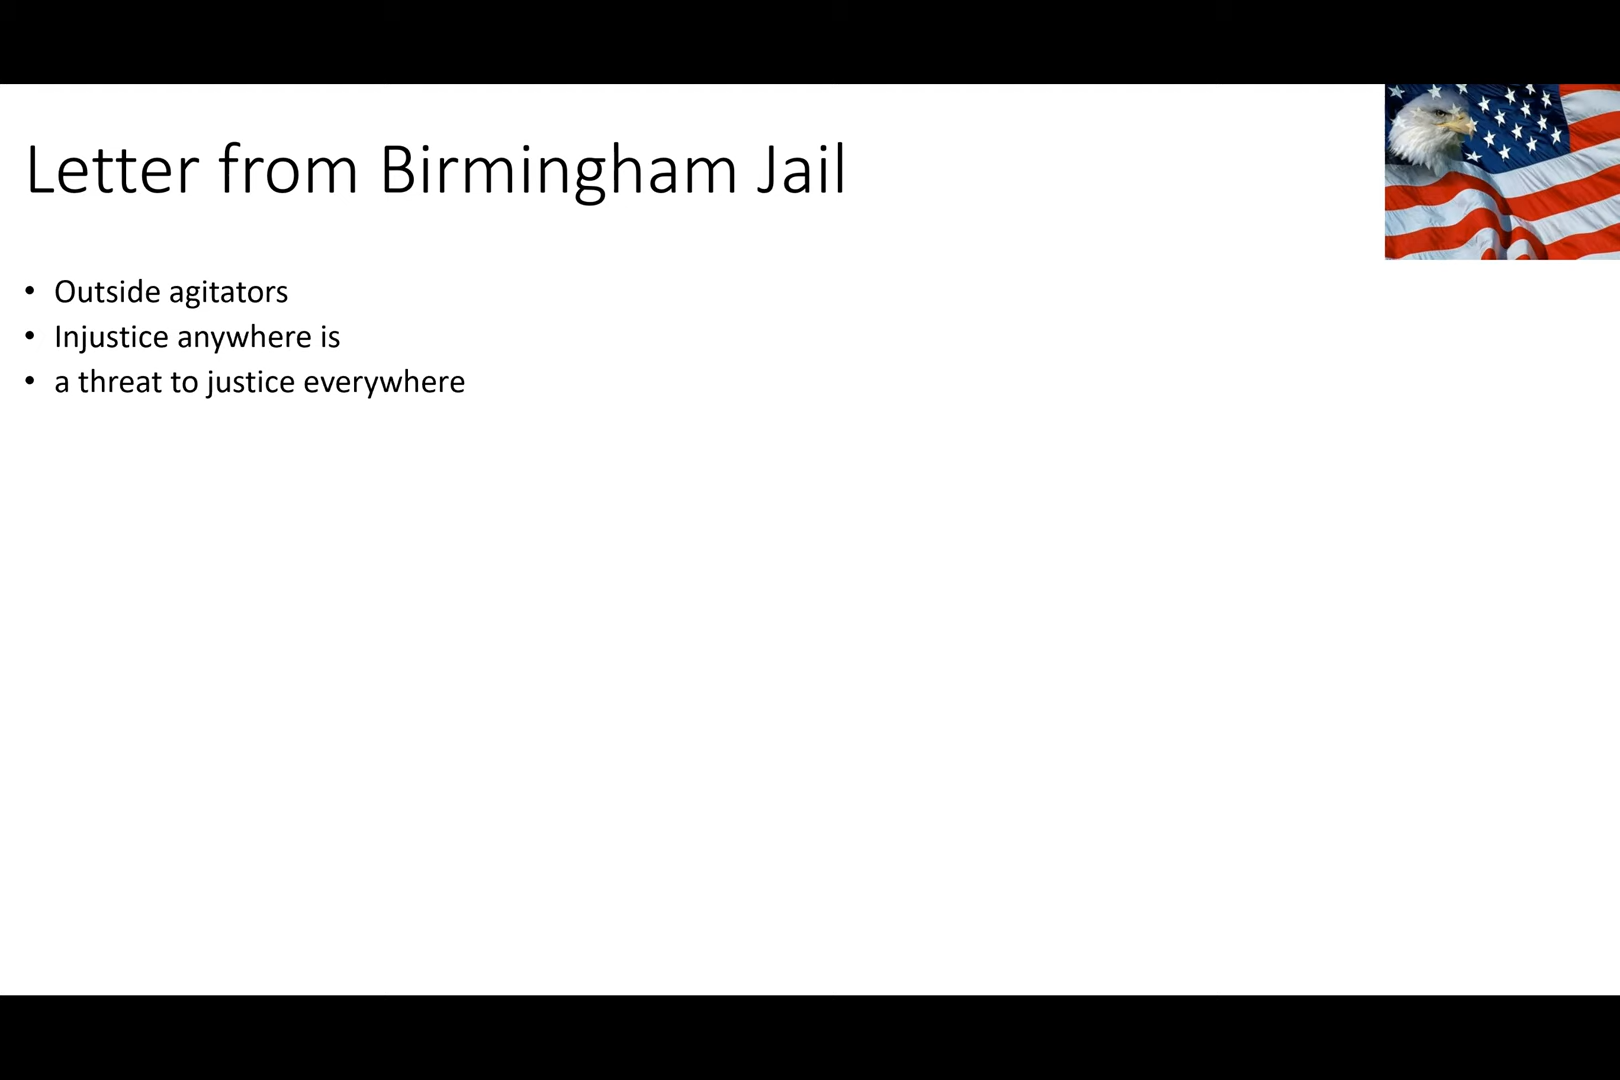 Letter from Birmingham Jail
• Outside agitators
• Injustice anywhere is
• a threat to justice everywhere